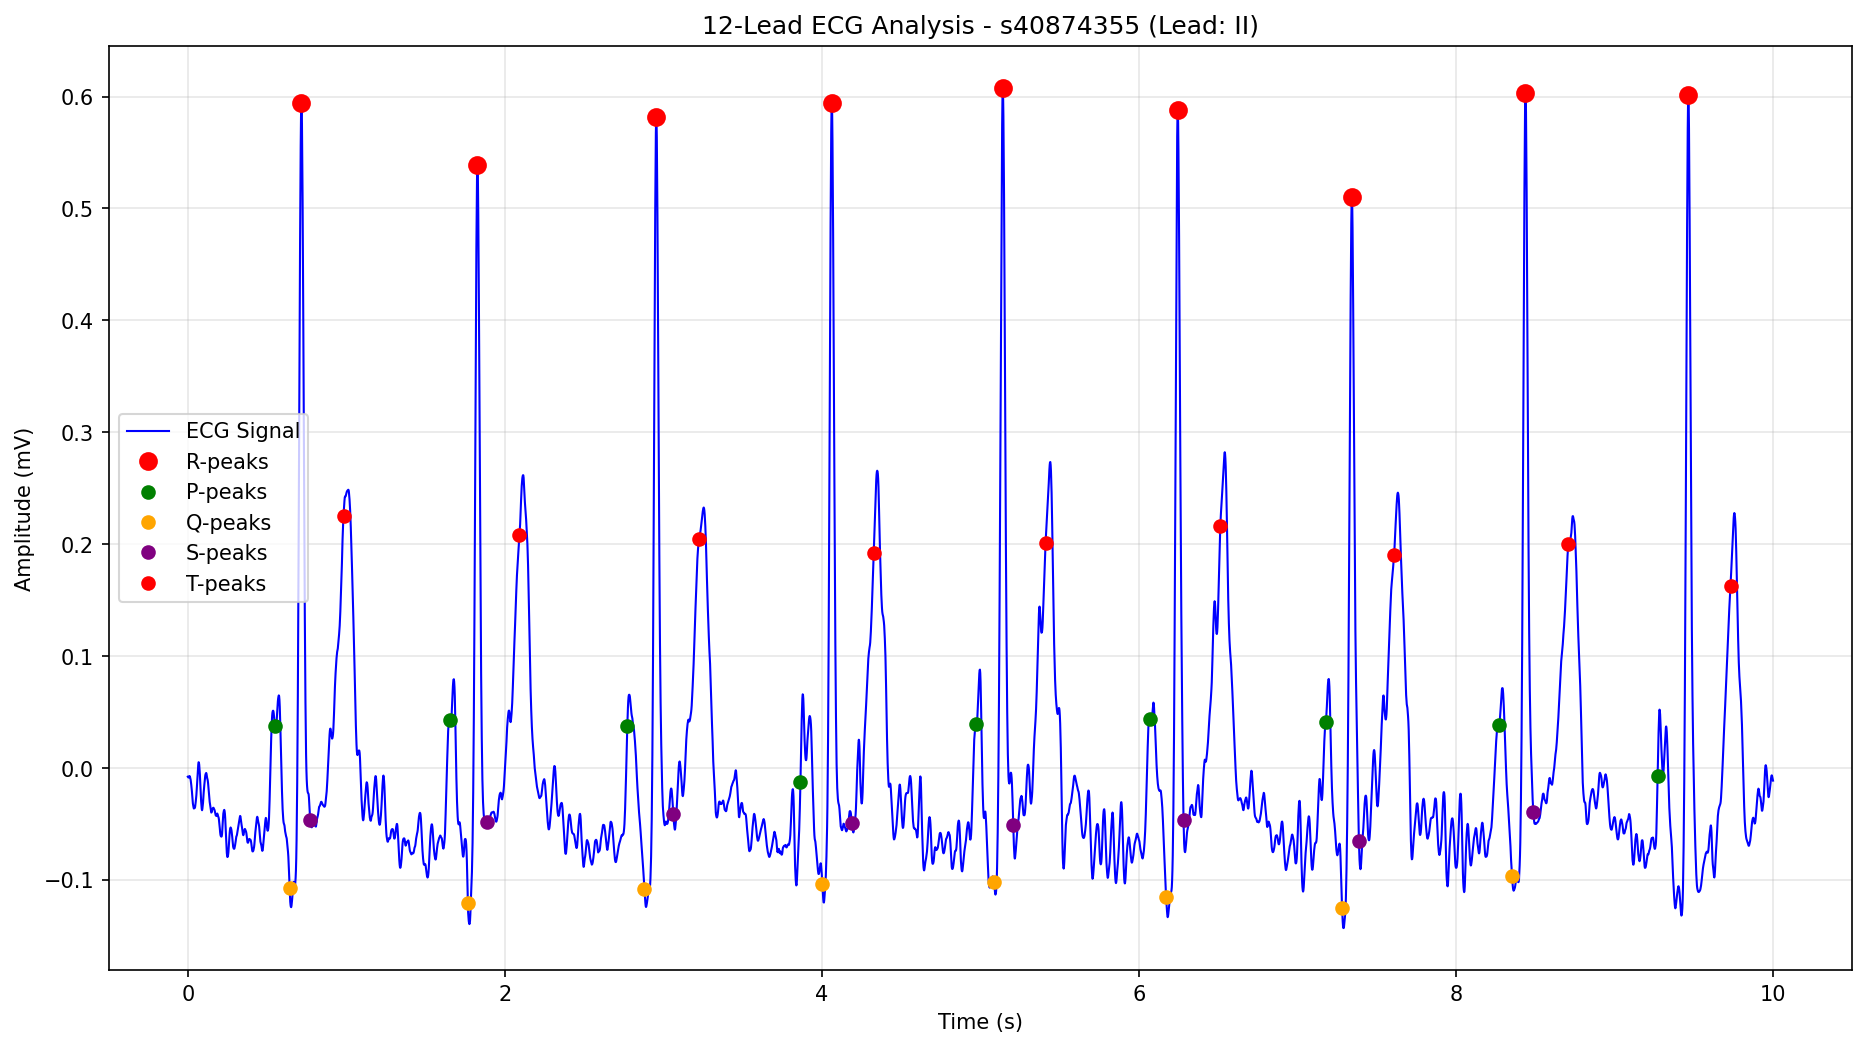 12-Lead ECG Analysis - s40874355 (Lead: II)
Amplitude (mV)
0.6
0.5
0.4
0.3
0.2
0.1
0.0
−0.1
ECG Signal
R-peaks
P-peaks
Q-peaks
S-peaks
T-peaks
0 2 4 6 8 10
Time (s)